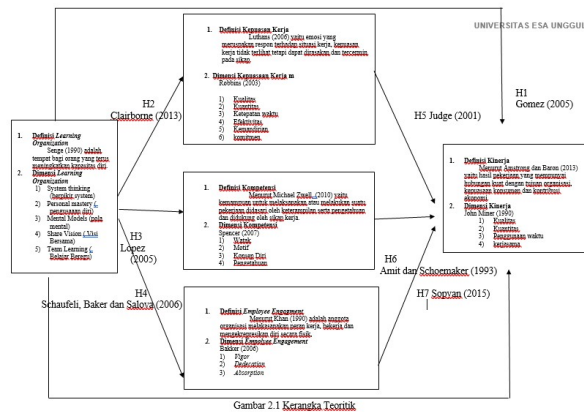 UNIVERSITAS ESA UNGGUL
1. Definisi Kepuasan Kerja
Luthans (2006) yaitu emosi yang
merupakan respon terhadap situasi kerja, kepuasan
kerja tidak terlihat tetapi dapat dirasakan dan tercermin
pada sikap.
2. Dimensi Kepuasaan Kerja m
Robbins (2003)
1) Kualitas
2) Kuantitas
3) Ketepatan waktu
4) Efektivitas
5) Kemandirian
6) komitmen
H1
Gomez (2005)
H2
Clairborne (2013)
H5 Judge (2001)
1. Definisi Learning
Organization
Senge (1990) adalah
tempat bagi orang yang terus
meningkatkan kapasitas diri
2. Dimensi Learning
Organization
1) System thinking
(berpikir system)
2) Personal mastery (
penguasaan diri)
3) Mental Models (pola
mental)
4) Share Vision ( Visi
Bersama)
5) Team Learning (
Belajar Beragu)
1. Definisi Kompetensi
Menurut Michael Zwell (2010) yaitu
kemampuan untuk melaksanakan atau melakukan suatu
pekerjaan didasari oleh keterampilan serta pengetahuan
dan didukung oleh sikap kerja.
2. Dimensi Kompetensi
Spencer (2007)
1) Watak
2) Motif
3) Konsep Diri
4) Pengetahuan
1. Definisi Kinerja
Menurut Amstrong dan Baron (2013)
yaitu hasil pekerjaan yang mempunyai
hubungan kuat dengan tujuan organisasi,
kepuasan konsumen dan kontribusi
ekonomi.
2. Dimensi Kinerja
John Miner (1990)
1) Kualitas
2) Kuantitas
3) Penggunaan waktu
4) kerjasama
H3
Lopez
(2005)
H4
Schaufeli, Baker dan Salova (2006)
H6
Amit dan Schoemaker (1993)
H7 Sopyan (2015)
1. Definisi Employee Engagment
Menurut Khan (1990) adalah anggota
organisasi melaksanakan peran kerja, bekerja dan
mengekspresikan diri secara fisik.
2. Dimensi Empolyee Engagement
Bakker (2006)
1) Vigor
2) Dedecation
3) Absorption
Gambar 2.1 Kerangka Teoritik